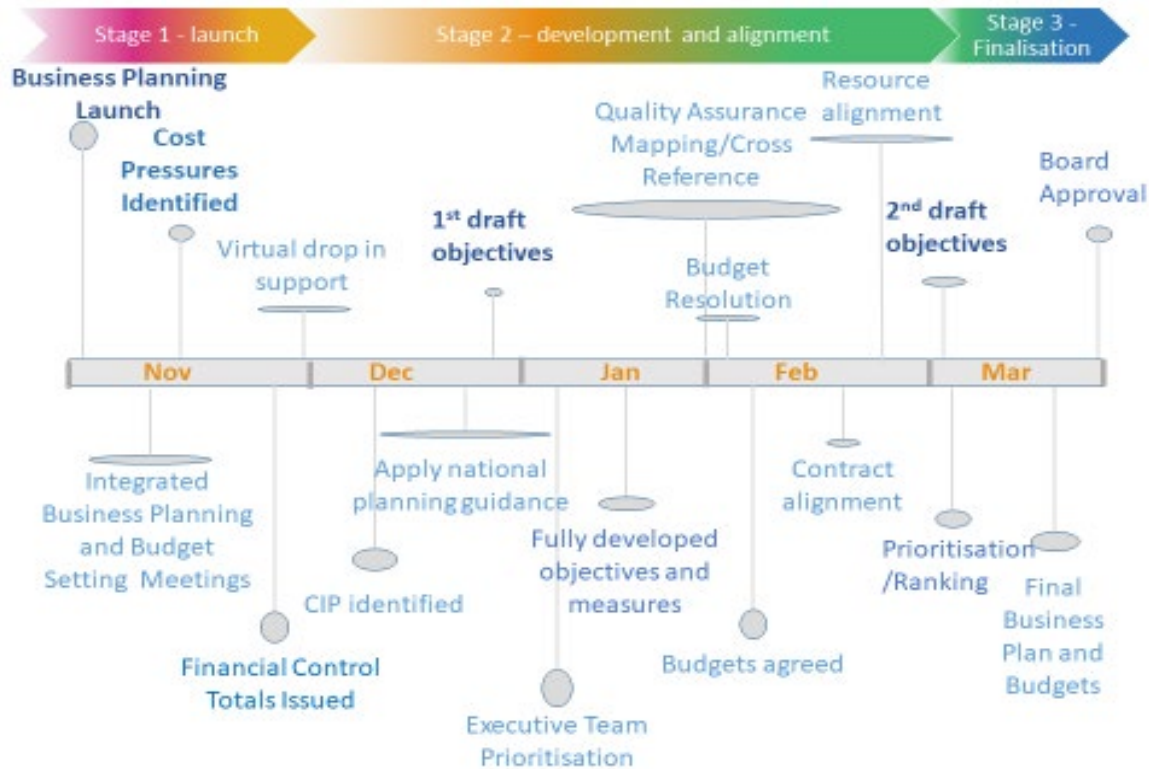 Stage 1 - launch
Stage 2 – development and alignment
Stage 3 -
Finalisation
Business Planning
Launch
Cost
Pressures
Identified
Virtual drop in
support
1st draft
objectives
Quality Assurance
Mapping/Cross
Reference
Budget
Resolution
Resource
alignment
2nd draft
objectives
Board
Approval
Nov
Dec
Jan
Feb
Mar
Integrated
Business Planning
and Budget
Setting Meetings
Financial Control
Totals Issued
CIP identified
Apply national
planning guidance
Executive Team
Prioritisation
Fully developed
objectives and
measures
Budgets agreed
Contract
alignment
Prioritisation
/Ranking
Final
Business
Plan and
Budgets